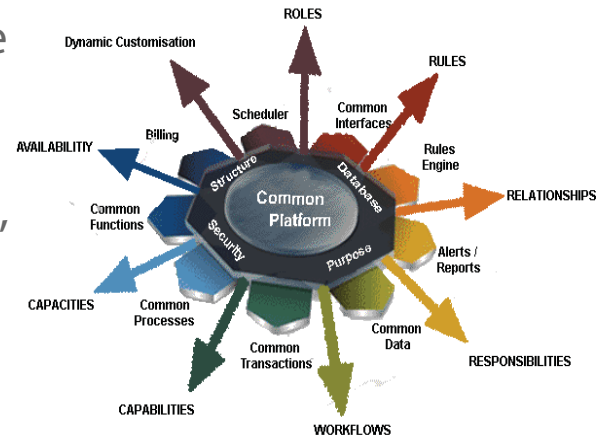 ROLES
e
Dynamic Customisation
RULES
Scheduler
Common
Interfaces
Billing
AVAILABILITIY
Rules
Engine
Structure
Database
Common
Platform
RELATIONSHIPS
Common
Functions
,
Security
Purpose
Alerts /
Reports
CAPACITIES
Common
Processes
Common
Data
Common
Transactions
RESPONSIBILITIES
CAPABILITIES
WORKFLOWS